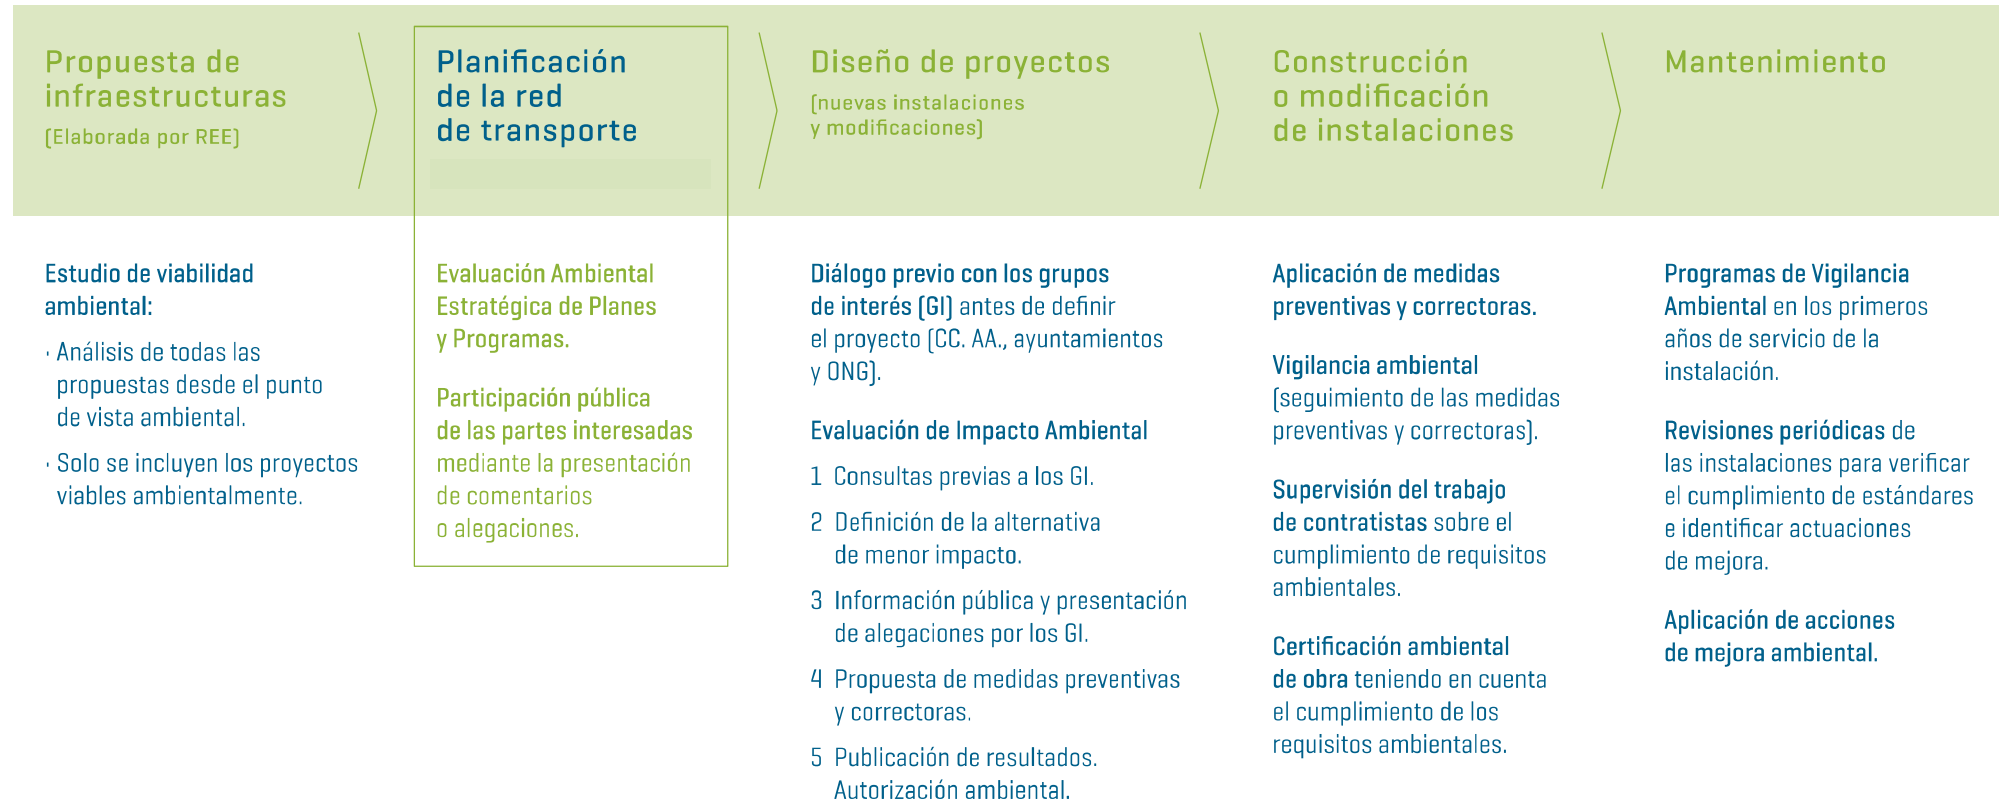 Propuesta de
infraestructuras
(Elaborada por REE)
Planificación
de la red
de transporte
Diseño de proyectos
(nuevas instalaciones
y modificaciones)
Construcción
o modificación
de instalaciones
Mantenimiento
Estudio de viabilidad
ambiental:
· Análisis de todas las
propuestas desde el punto
de vista ambiental.
· Solo se incluyen los proyectos
viables ambientalmente.
Evaluación Ambiental
Estratégica de Planes
y Programas.
Participación pública
de las partes interesadas
mediante la presentación
de comentarios
o alegaciones.
Diálogo previo con los grupos
de interés (GI) antes de definir
el proyecto (CC. AA., ayuntamientos
y ONG).
Evaluación de Impacto Ambiental
1 Consultas previas a los GI.
2 Definición de la alternativa
de menor impacto.
3 Información pública y presentación
de alegaciones por los GI.
4 Propuesta de medidas preventivas
y correctoras.
5 Publicación de resultados.
Autorización ambiental.
Aplicación de medidas
preventivas y correctoras.
Vigilancia ambiental
(seguimiento de las medidas
preventivas y correctoras).
Supervisión del trabajo
de contratistas sobre el
cumplimiento de requisitos
ambientales.
Certificación ambiental
de obra teniendo en cuenta
el cumplimiento de los
requisitos ambientales.
Programas de Vigilancia
Ambiental en los primeros
años de servicio de la
instalación.
Revisiones periódicas de
las instalaciones para verificar
el cumplimiento de estándares
e identificar actuaciones
de mejora.
Aplicación de acciones
de mejora ambiental.